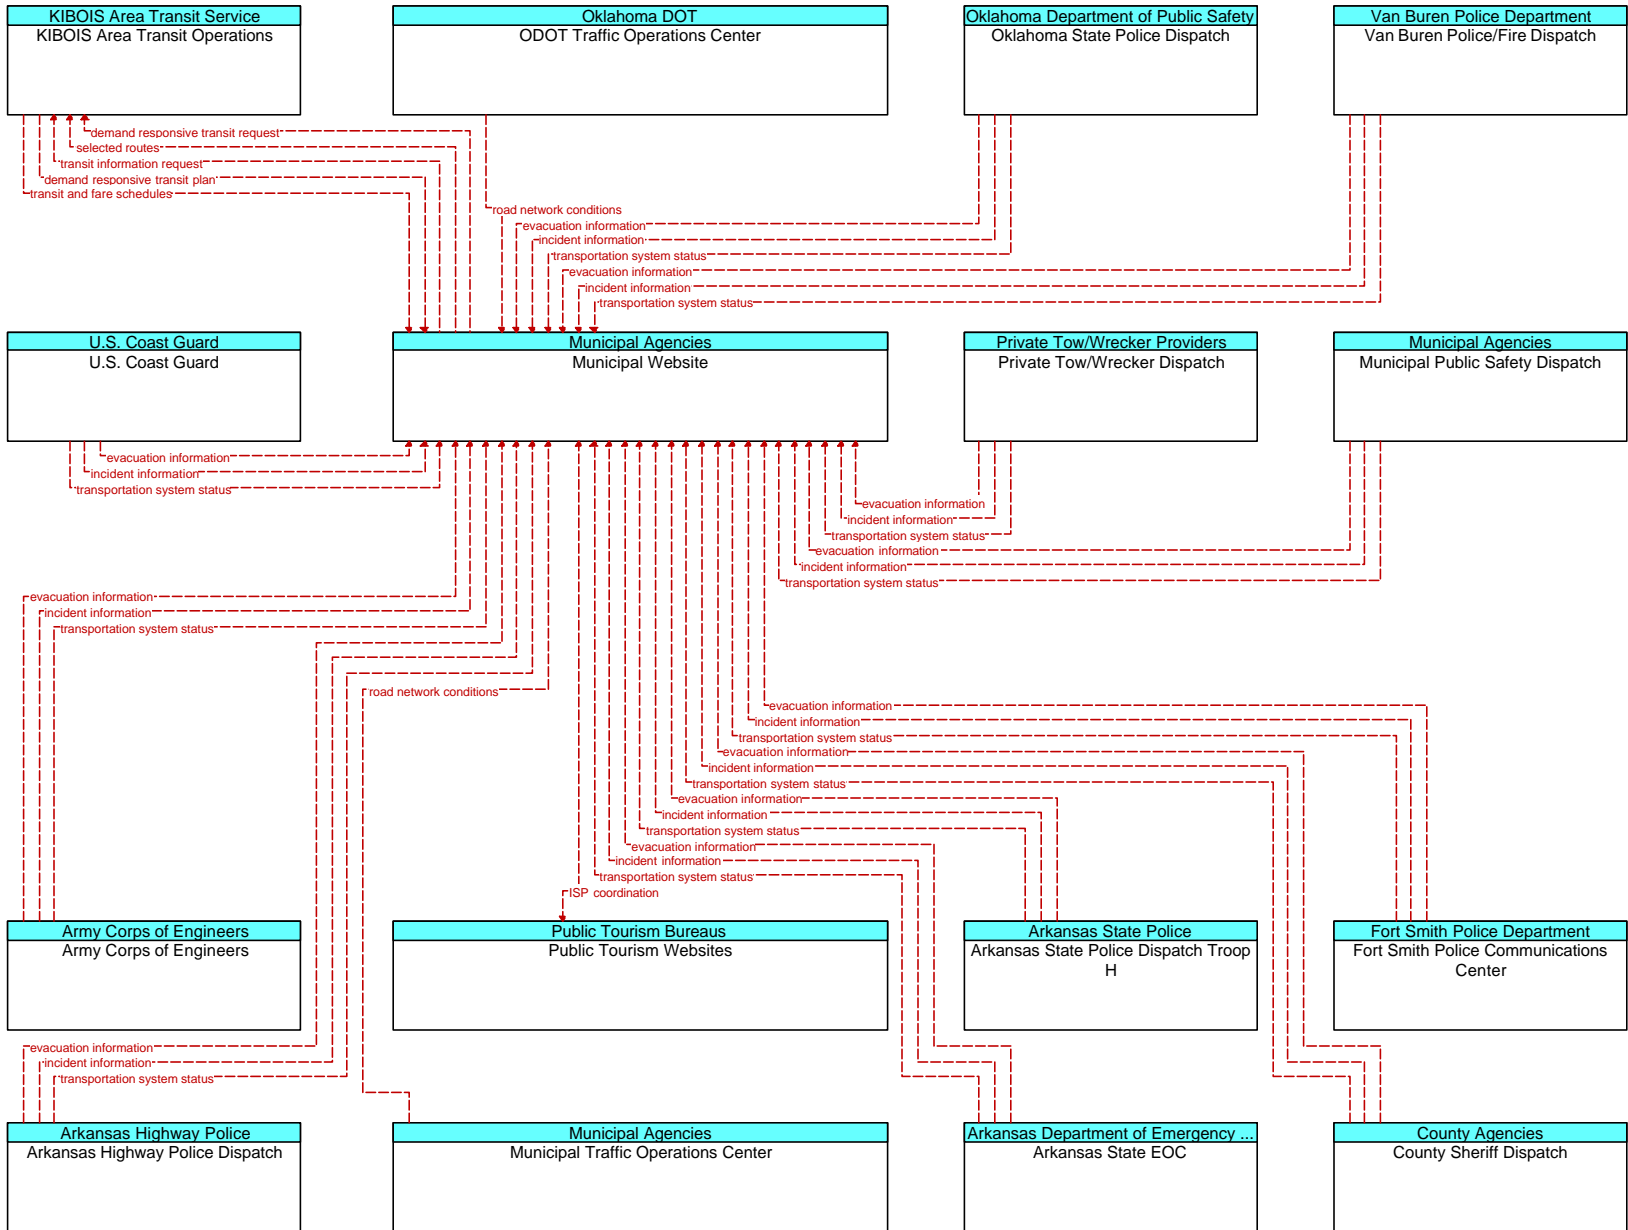 KIBOIS Area Transit Service
KIBOIS Area Transit Operations
Oklahoma DOT
ODOT Traffic Operations Center
Oklahoma Department of Public Safety
Oklahoma State Police Dispatch
Van Buren Police Department
Van Buren Police/Fire Dispatch
demand responsive transit request
selected routes
transit information request
demand responsive transit plan
transit and fare schedules
road network conditions
evacuation information
incident information
transportation system status
evacuation information
incident information
transportation system status
U.S. Coast Guard
U.S. Coast Guard
Municipal Agencies
Municipal Website
Private Tow/Wrecker Providers
Private Tow/Wrecker Dispatch
Municipal Agencies
Municipal Public Safety Dispatch
evacuation information
incident information
transportation system status
evacuation information
incident information
transportation system status
evacuation information
incident information
transportation system status
evacuation information
incident information
transportation system status
road network conditions
evacuation information
incident information
transportation system status
evacuation information
incident information
transportation system status
evacuation information
incident information
transportation system status
evacuation information
incident information
transportation system status
ISP coordination
Army Corps of Engineers
Army Corps of Engineers
Public Tourism Bureaus
Public Tourism Websites
Arkansas State Police
Arkansas State Police Dispatch Troop
H
Fort Smith Police Department
Fort Smith Police Communications
Center
evacuation information
incident information
transportation system status
Arkansas Highway Police
Arkansas Highway Police Dispatch
Municipal Agencies
Municipal Traffic Operations Center
Arkansas Department of Emergency ...
Arkansas State EOC
County Agencies
County Sheriff Dispatch